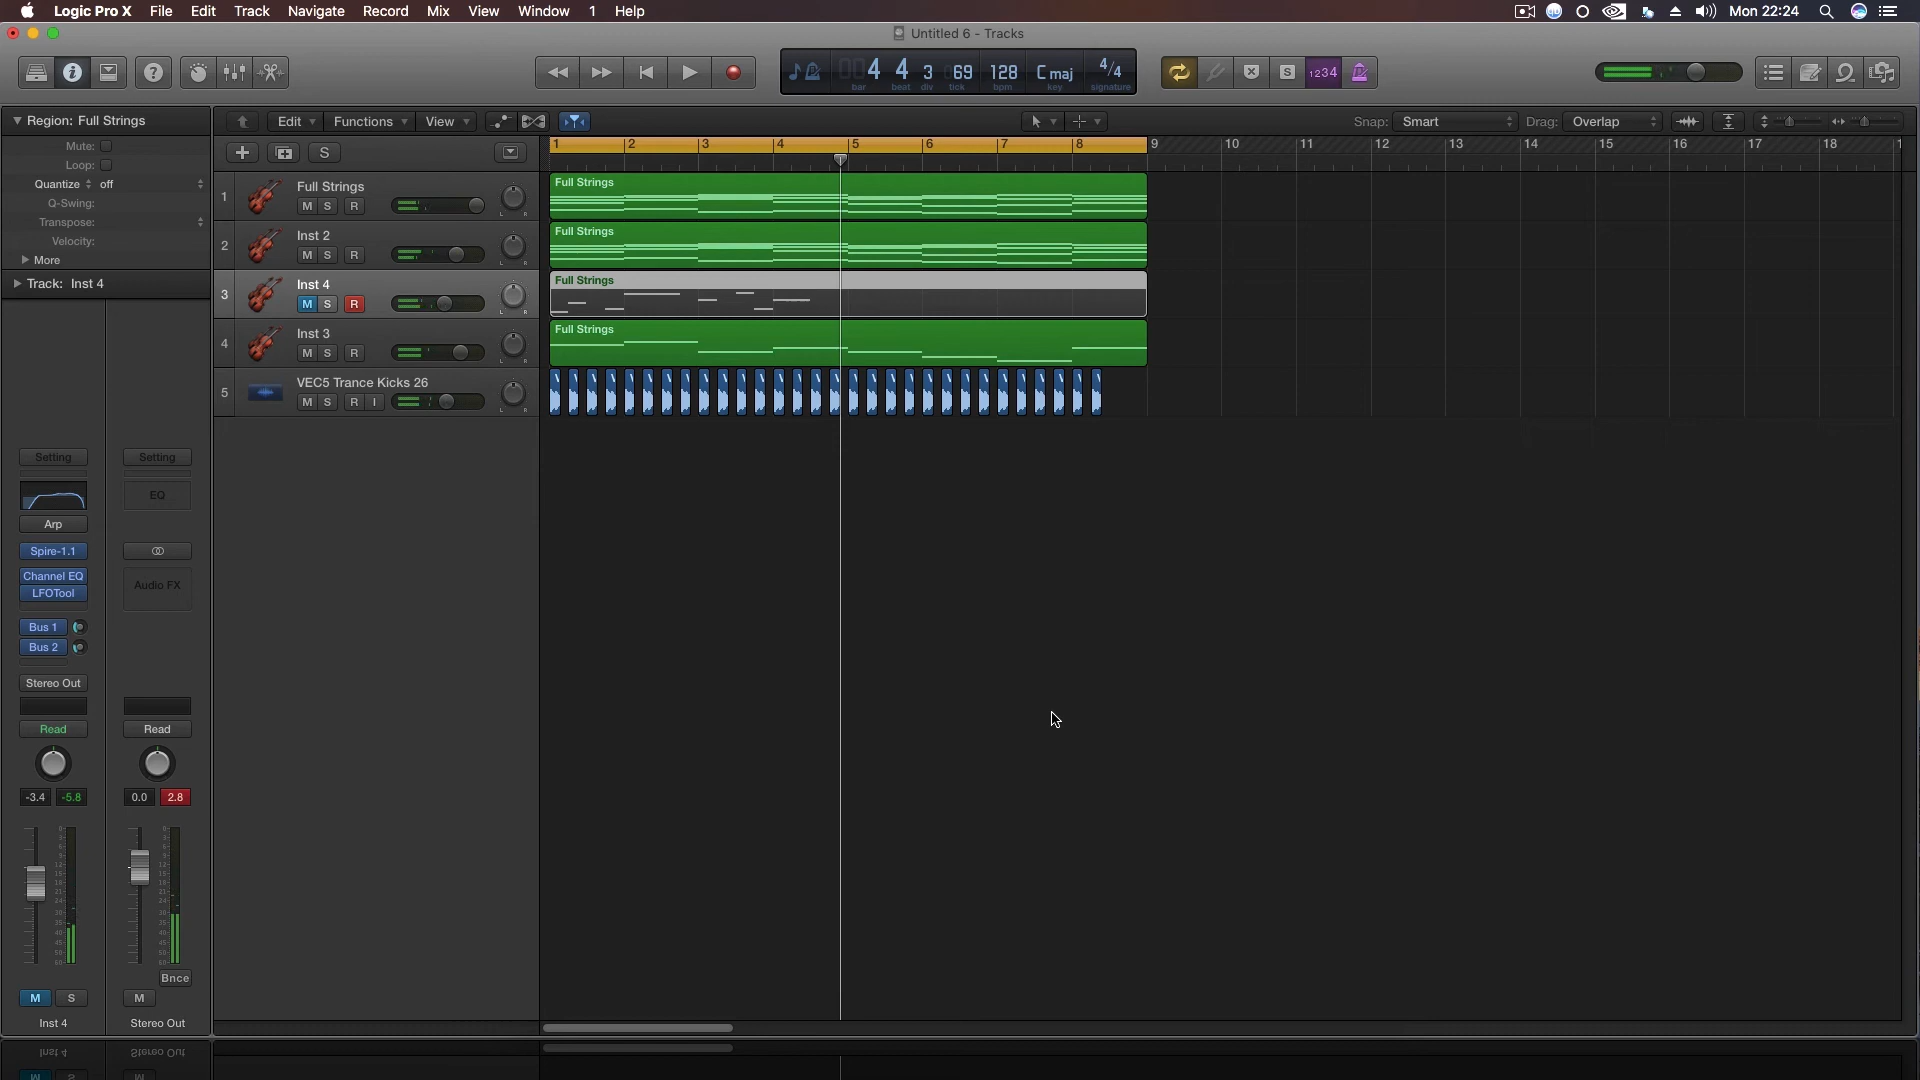 Logic Pro X File Edit Track Navigate Record Mix View Window 1 Help Mon 22:24
Untitled 6 - Tracks
4 4 3 69 128 C maj 4/4
bar beat div tick bpm key signature
S 1234
Region: Full Strings
Edit Functions View Snap: Smart Drag: Overlap
Mute:
Loop:
Quantize off
Q-Swing:
Transpose:
Velocity:
More
Track: Inst 4
S
1 2 3 4 5 6 7 8 9 10 11 12 13 14 15 16 17 18
1 Full Strings
M S R L R
Full Strings
2 Inst 2
M S R L R
Full Strings
3 Inst 4
M S R L R
Full Strings
4 Inst 3
M S R L R
Full Strings
5 VEC5 Trance Kicks 26
M S R I L R
Setting Setting
EQ
Arp
Spire-1.1
Channel EQ
LFOTool
Audio FX
Bus 1
Bus 2
Stereo Out
Read Read
-3.4 -5.8 0.0 2.8
Bnce
M S M
Inst 4 Stereo Out